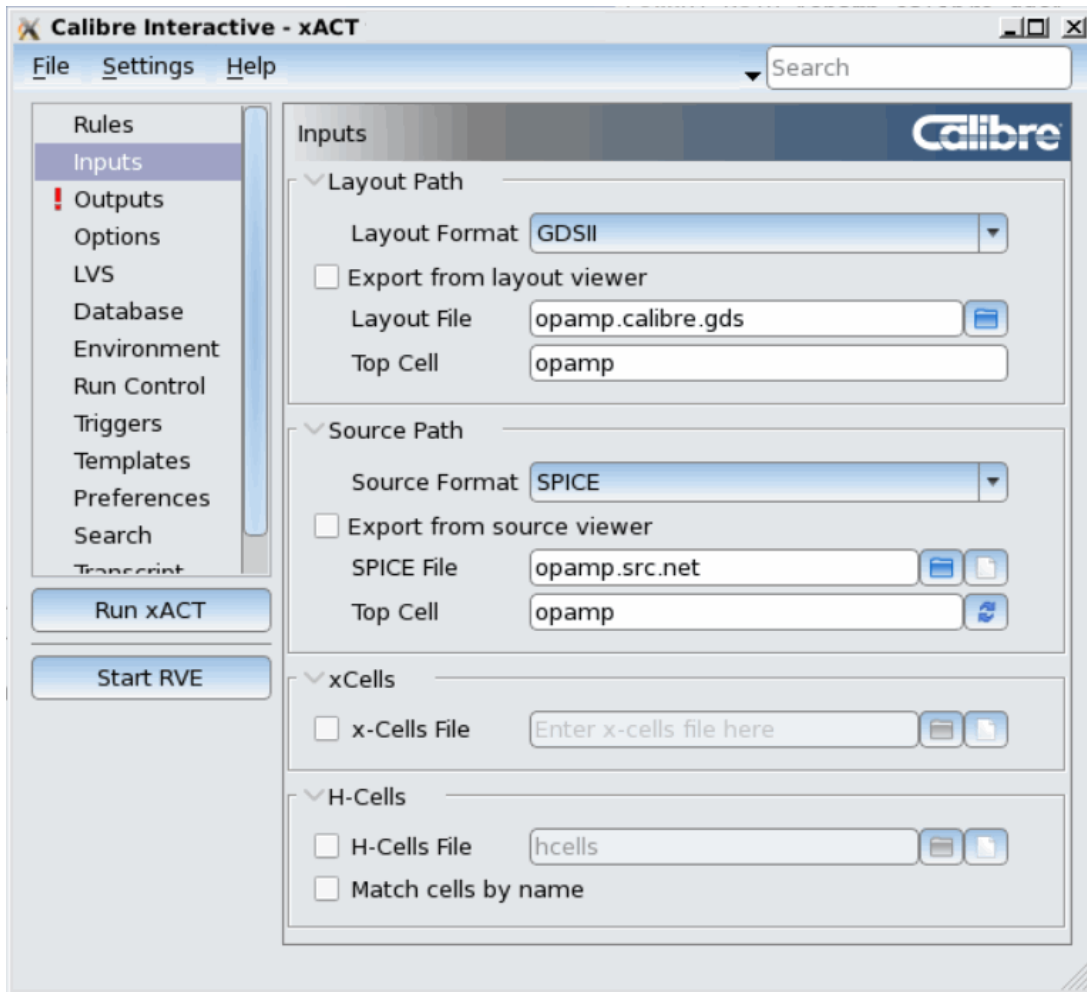 Calibre Interactive - xACT
File Settings Help
Search
Rules
Inputs
! Outputs
Options
LVS
Database
Environment
Run Control
Triggers
Templates
Preferences
Search
Transcript
Run xACT
Start RVE
Inputs
Calibre
Layout Path
Layout Format GDSII
Export from layout viewer
Layout File opamp.calibre.gds
Top Cell opamp
Source Path
Source Format SPICE
Export from source viewer
SPICE File opamp.src.net
Top Cell opamp
xCells
x-Cells File Enter x-cells file here
H-Cells
H-Cells File hcells
Match cells by name